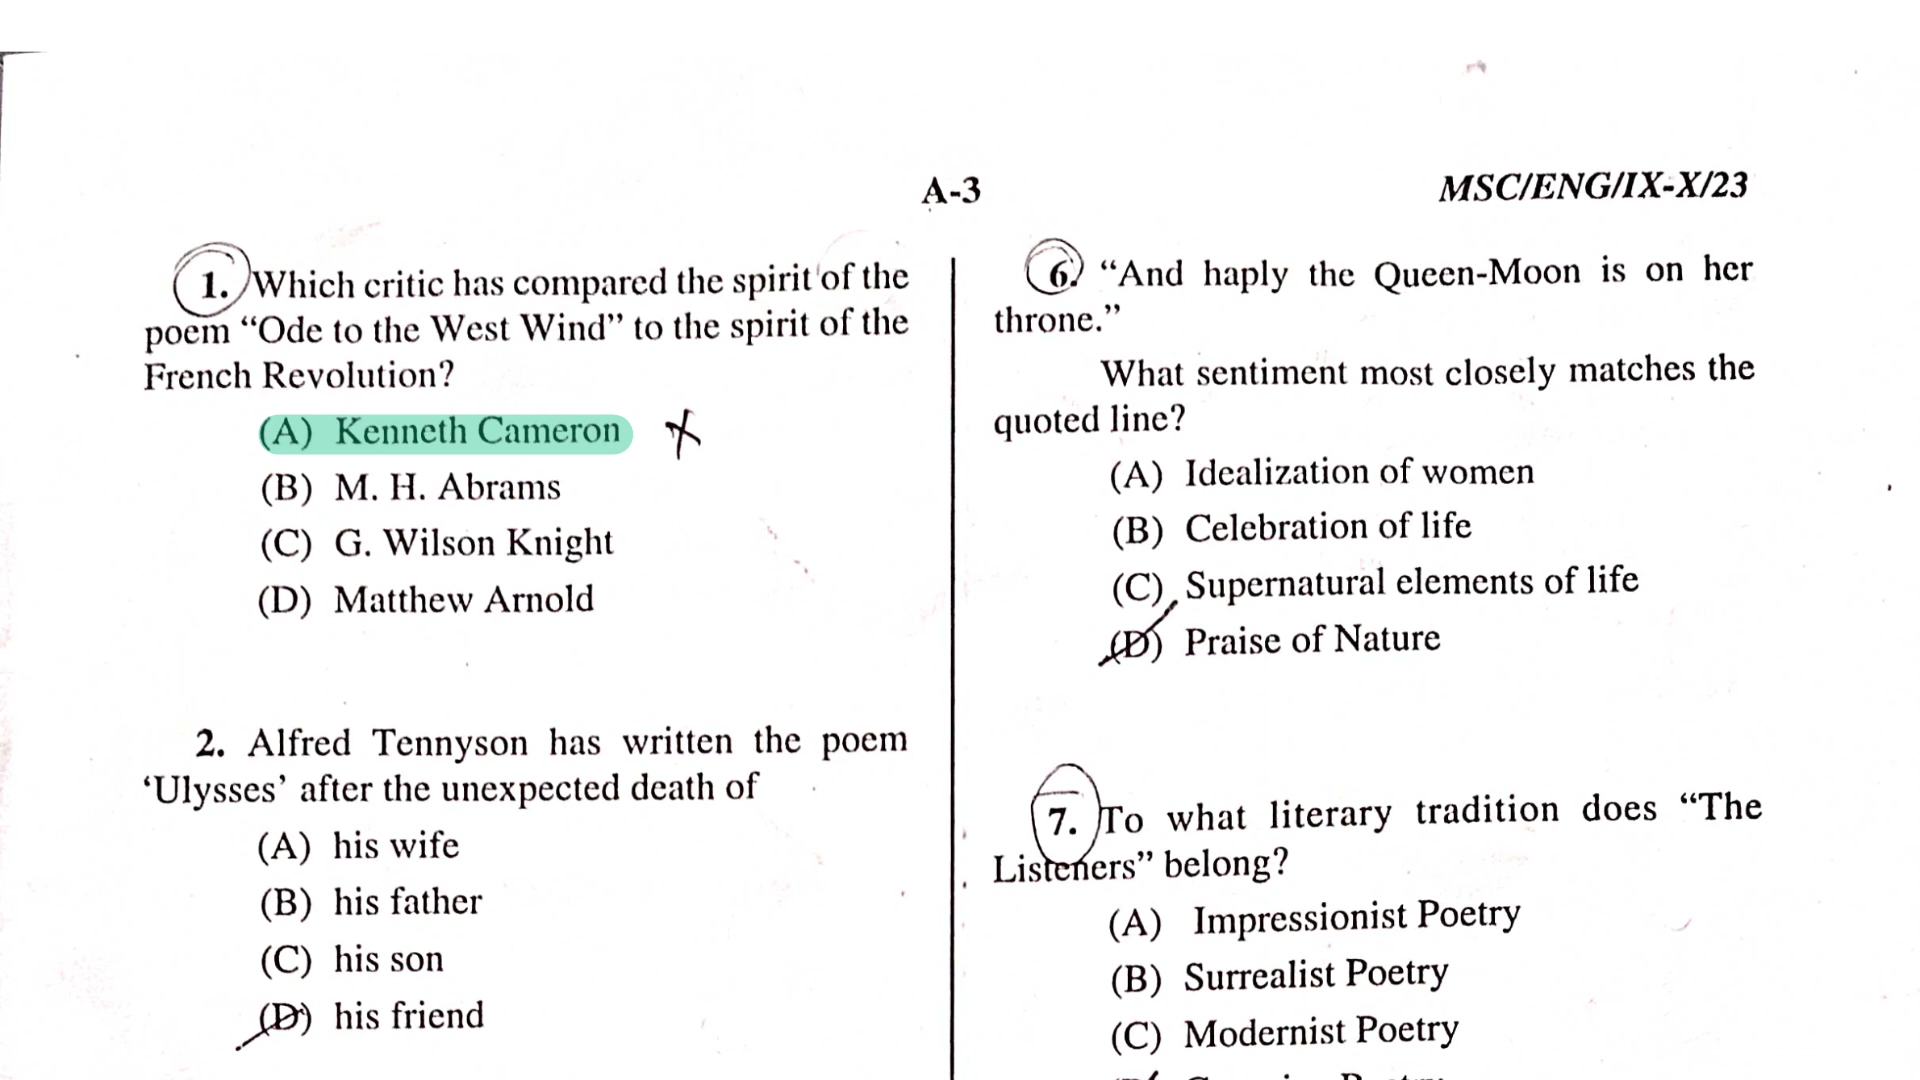 A-3
MSC/ENG/IX-X/23
1. Which critic has compared the spirit of the
poem “Ode to the West Wind” to the spirit of the
French Revolution?
(A) Kenneth Cameron
(B) M. H. Abrams
(C) G. Wilson Knight
(D) Matthew Arnold
2. Alfred Tennyson has written the poem
‘Ulysses’ after the unexpected death of
(A) his wife
(B) his father
(C) his son
(D) his friend
6. “And haply the Queen-Moon is on her
throne.”
What sentiment most closely matches the
quoted line?
(A) Idealization of women
(B) Celebration of life
(C) Supernatural elements of life
(D) Praise of Nature
7. To what literary tradition does “The
Listeners” belong?
(A) Impressionist Poetry
(B) Surrealist Poetry
(C) Modernist Poetry